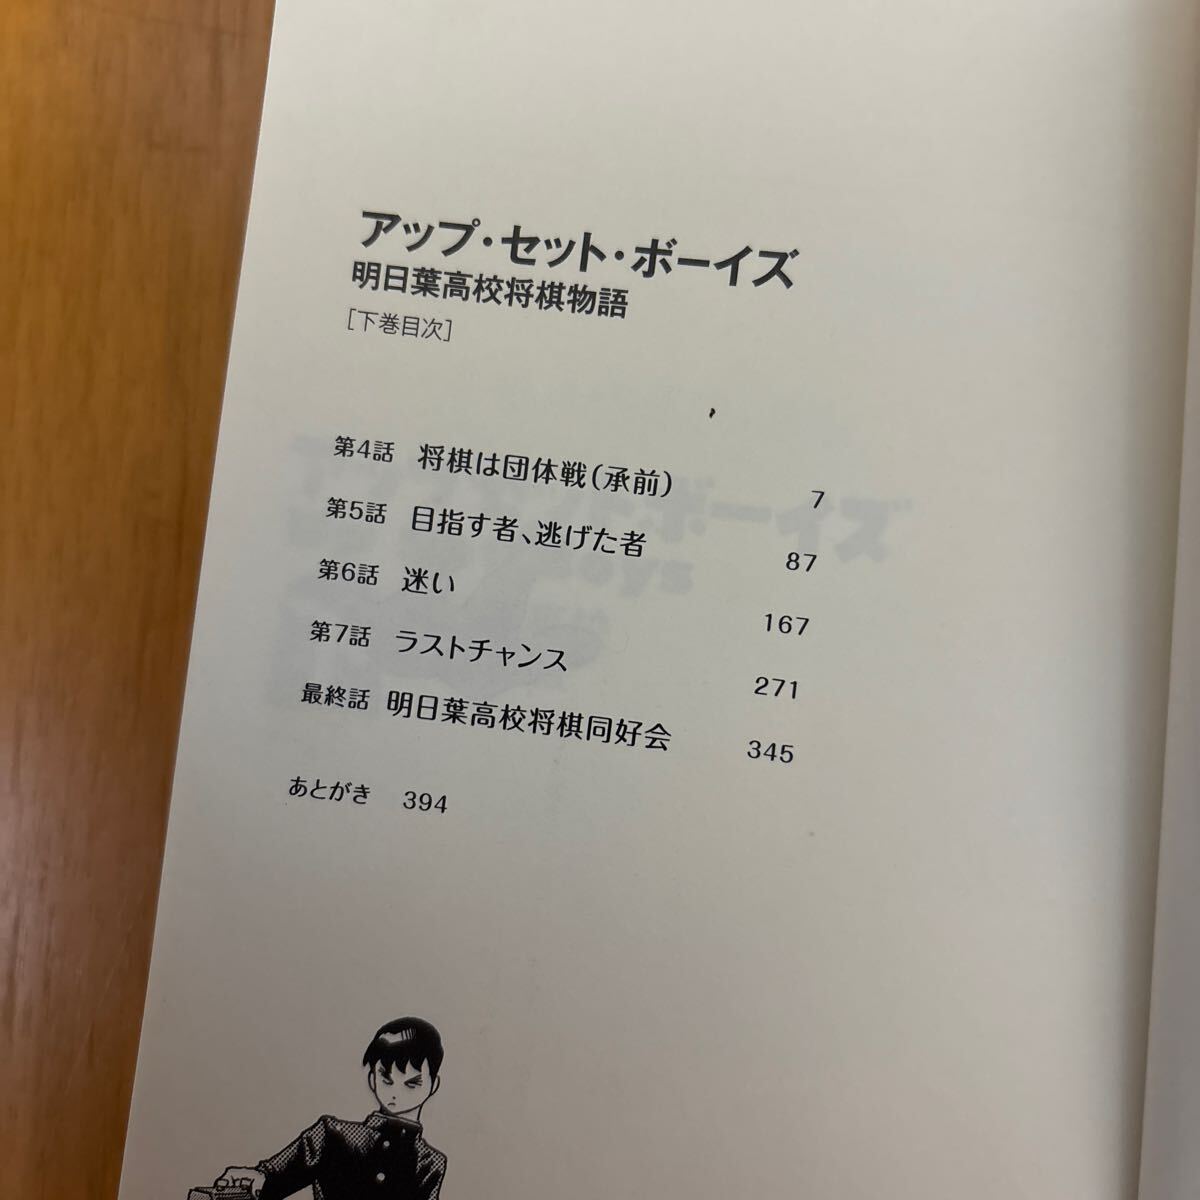 アップ・セット・ボーイズ
明日葉高校将棋物語
[下巻目次]
第4話 将棋は団体戦(承前) 7
第5話 目指す者、逃げた者 87
第6話 迷い 167
第7話 ラストチャンス 271
最終話 明日葉高校将棋同好会 345
あとがき 394